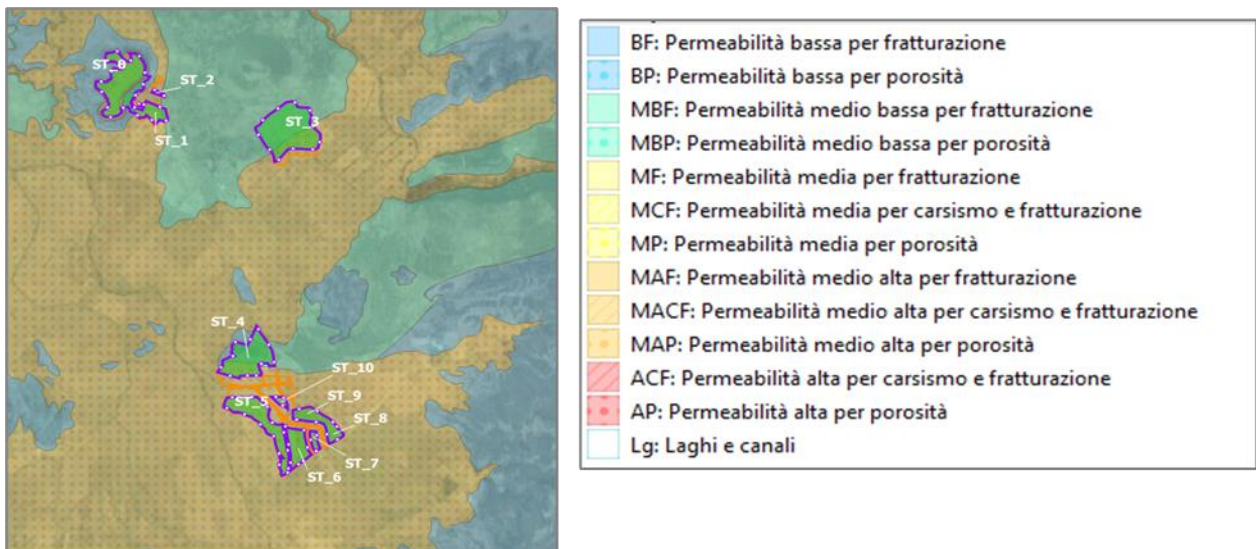 ST_0
ST_2
ST_1
ST_3
ST_4
ST_10
ST_5
ST_9
ST_8
ST_7
ST_6
BF: Permeabilità bassa per fratturazione
BP: Permeabilità bassa per porosità
MBF: Permeabilità medio bassa per fratturazione
MBP: Permeabilità medio bassa per porosità
MF: Permeabilità media per fratturazione
MCF: Permeabilità media per carsismo e fratturazione
MP: Permeabilità media per porosità
MAF: Permeabilità medio alta per fratturazione
MACF: Permeabilità medio alta per carsismo e fratturazione
MAP: Permeabilità medio alta per porosità
ACF: Permeabilità alta per carsismo e fratturazione
AP: Permeabilità alta per porosità
Lg: Laghi e canali